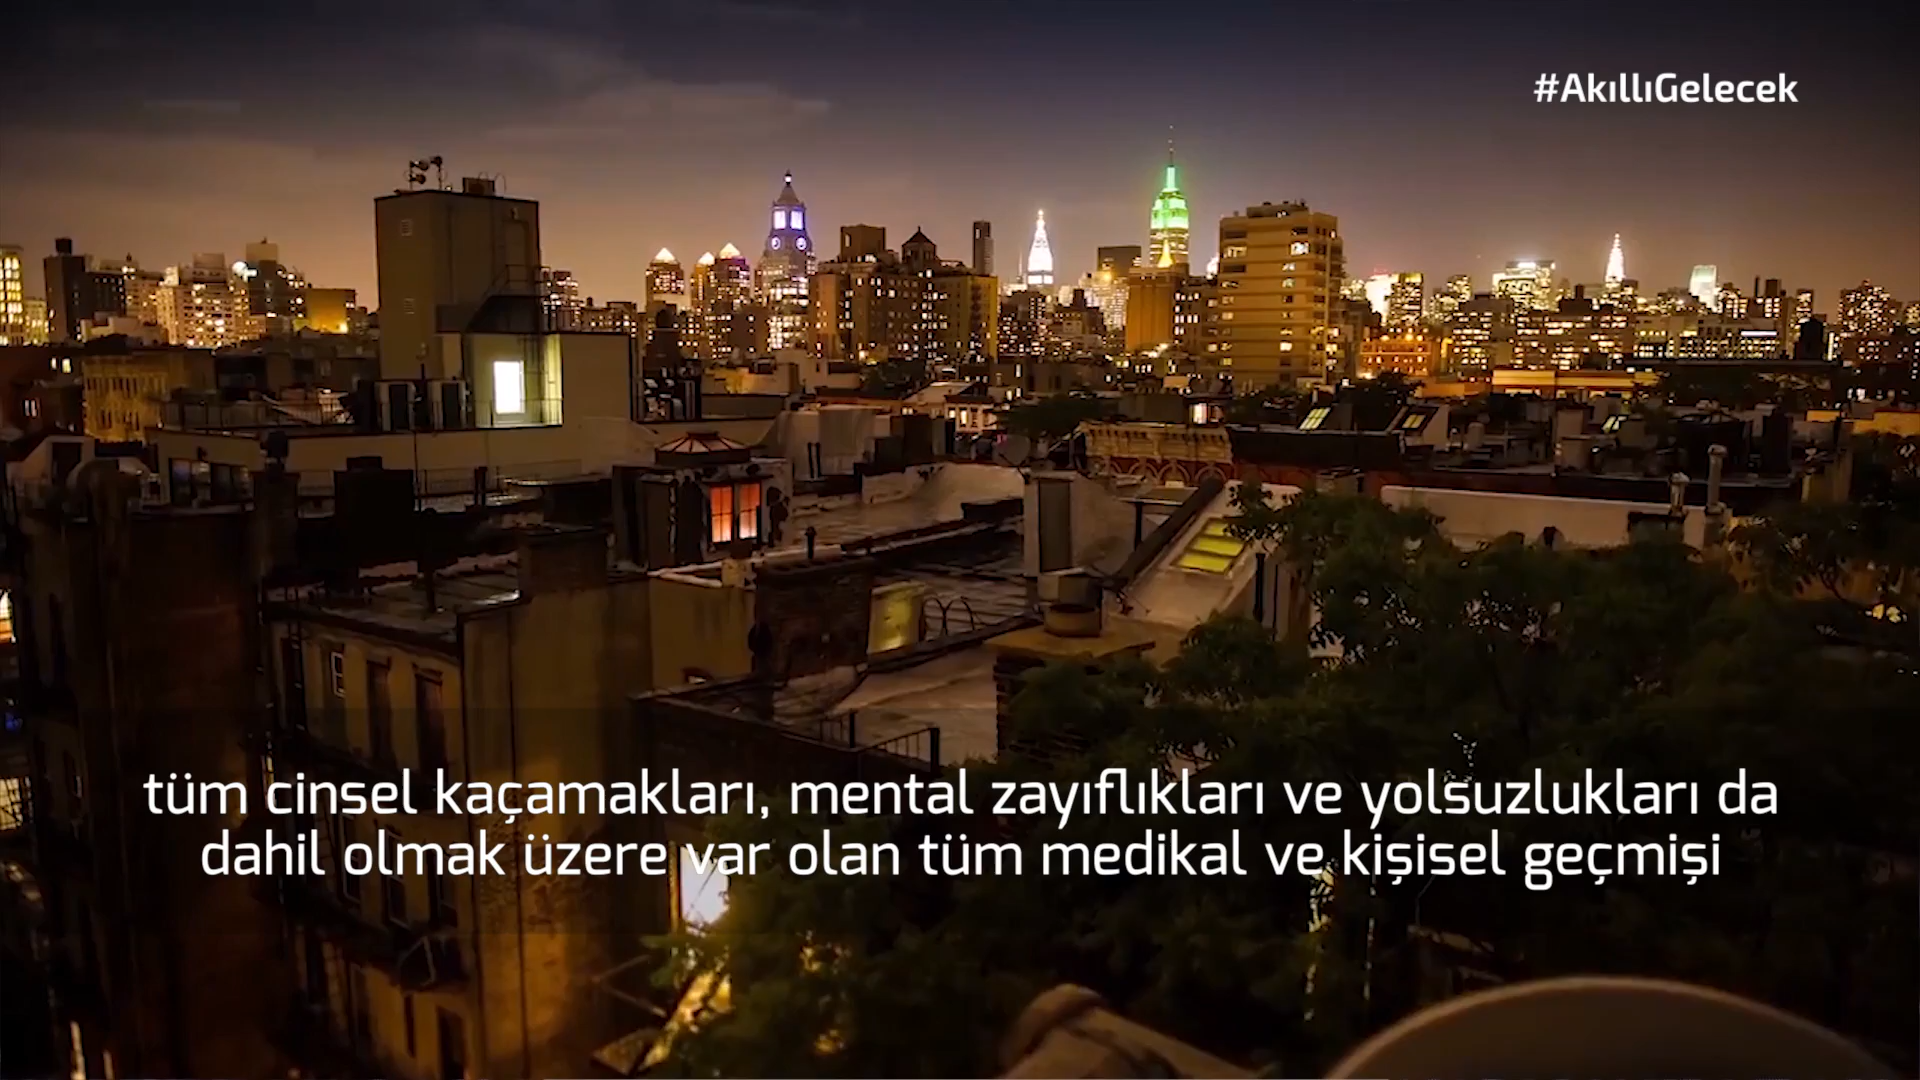 #AkıllıGelecek
tüm cinsel kaçamakları, mental zayıflıkları ve yolsuzlukları da
dahil olmak üzere var olan tüm medikal ve kişisel geçmişi